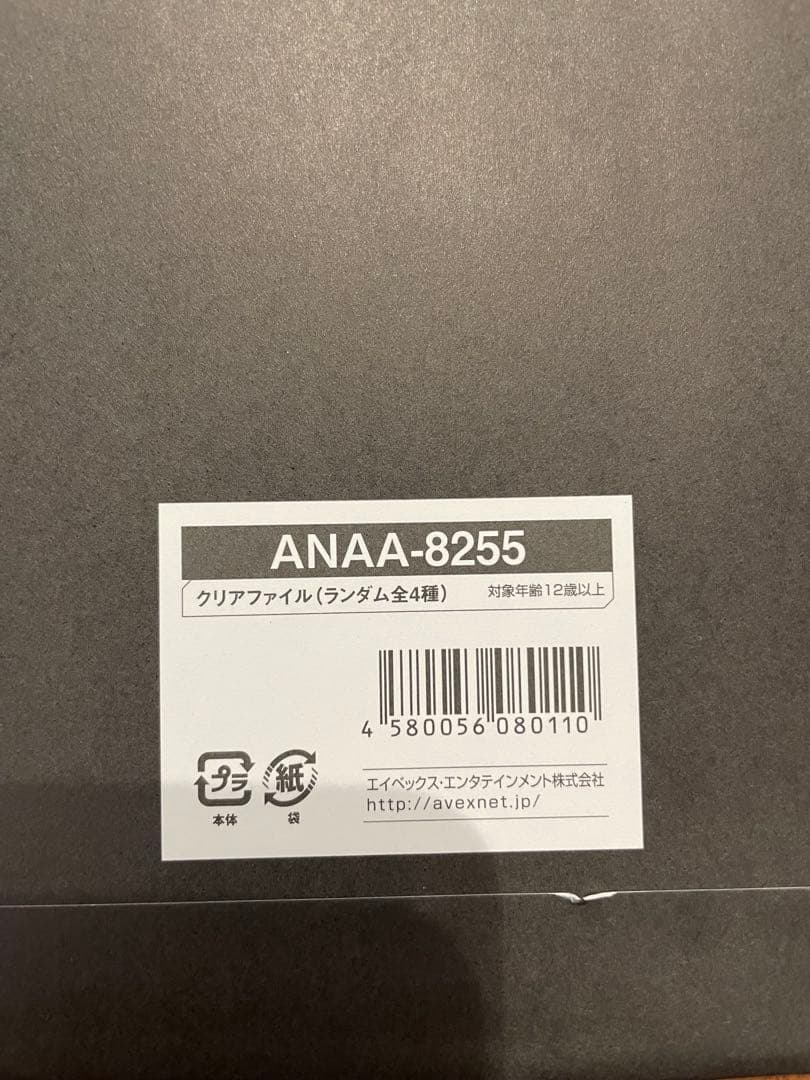 ANAA-8255
クリアファイル(ランダム全4種) 対象年齢12歳以上
4 580056 080110
プラ 紙
本体 袋
エイベックス・エンタテインメント株式会社
http://avexnet.jp/